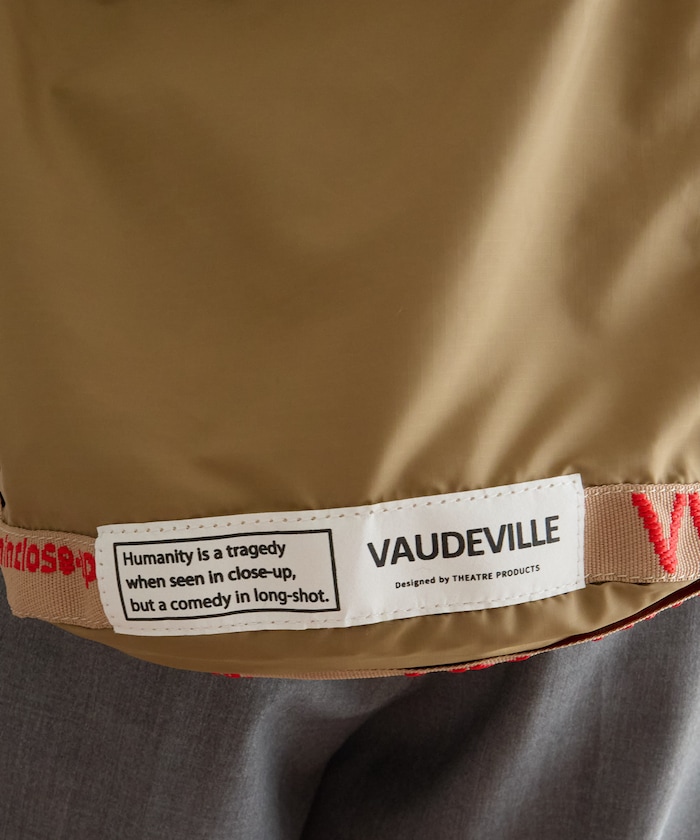 Humanity is a tragedy
when seen in close-up,
but a comedy in long-shot.
VAUDEVILLE
Designed by THEATRE PRODUCTS